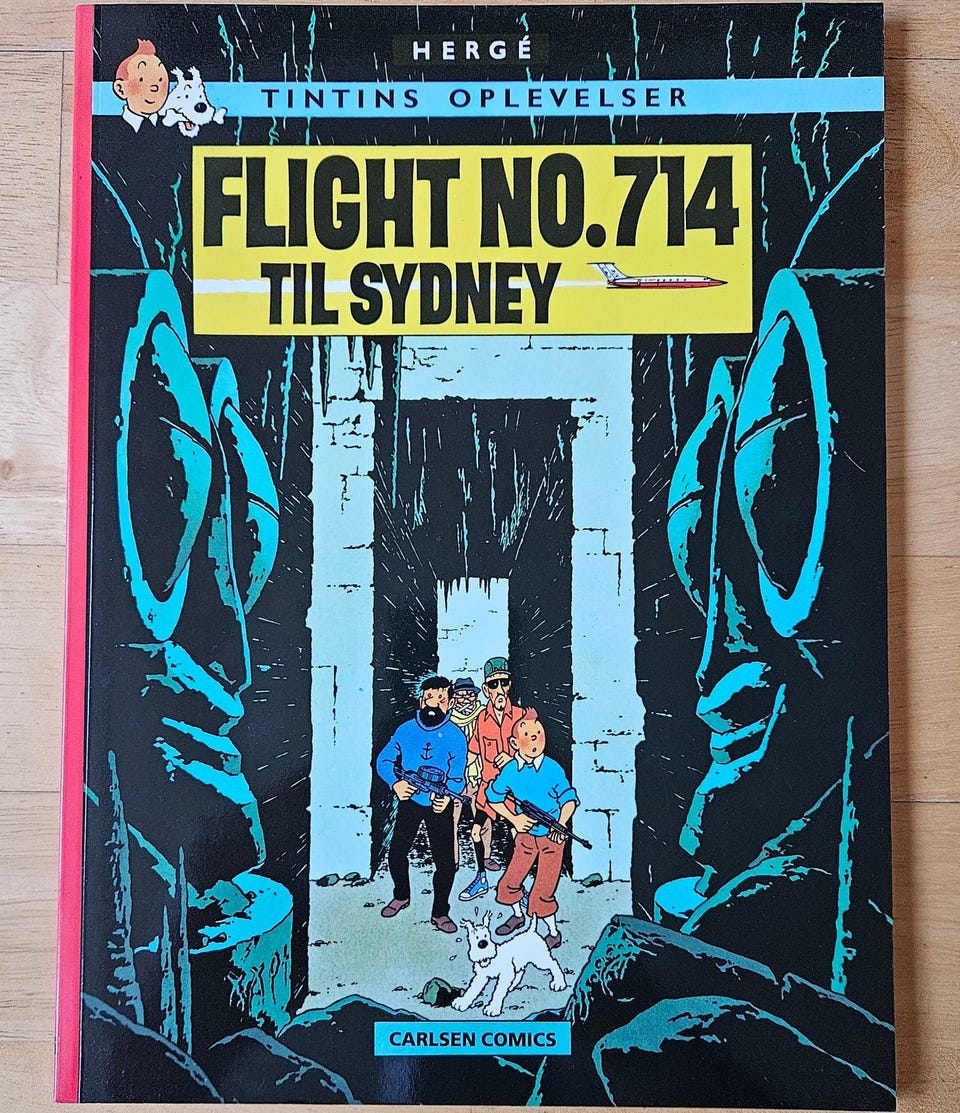 HERGÉ
TINTINS OPLEVELSER
FLIGHT NO.714
TIL SYDNEY
CARLSEN COMICS